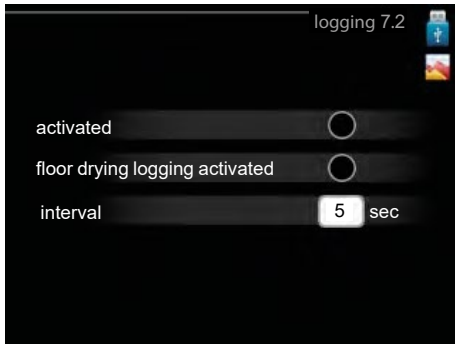 logging 7.2
activated
floor drying logging activated
interval 5 sec